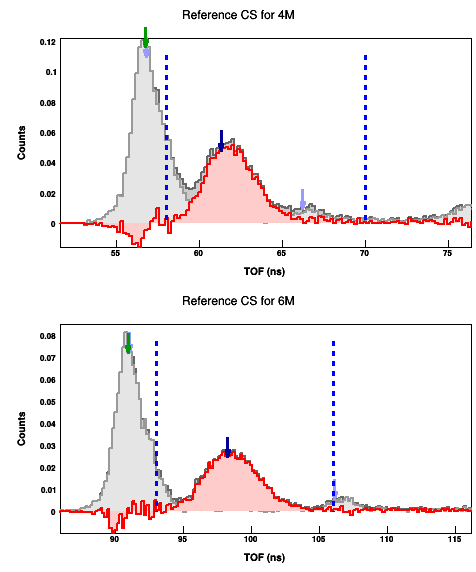 Reference CS for 4M
0.12
0.1
0.08
0.06
0.04
0.02
0
Counts
55 60 65 70 75
TOF (ns)
Reference CS for 6M
0.08
0.07
0.06
0.05
0.04
0.03
0.02
0.01
0
Counts
90 95 100 105 110 115
TOF (ns)